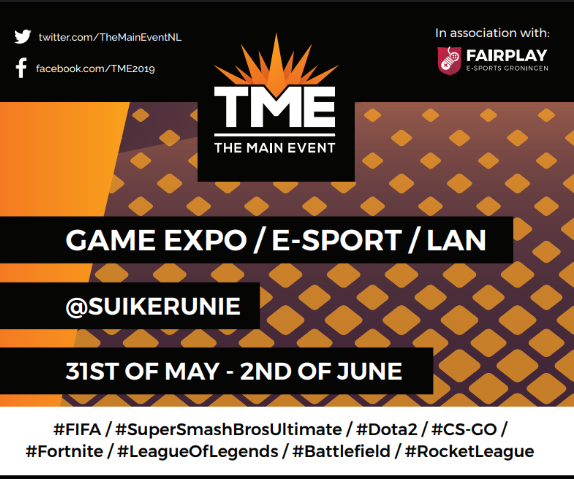 twitter.com/TheMainEventNL
facebook.com/TME2019
In association with:
FAIRPLAY
E-SPORTS GRONINGEN
TME
THE MAIN EVENT
GAME EXPO / E-SPORT / LAN
@SUIKERUNIE
31ST OF MAY - 2ND OF JUNE
#FIFA / #SuperSmashBrosUltimate / #Dota2 / #CS-GO /
#Fortnite / #LeagueOfLegends / #Battlefield / #RocketLeague